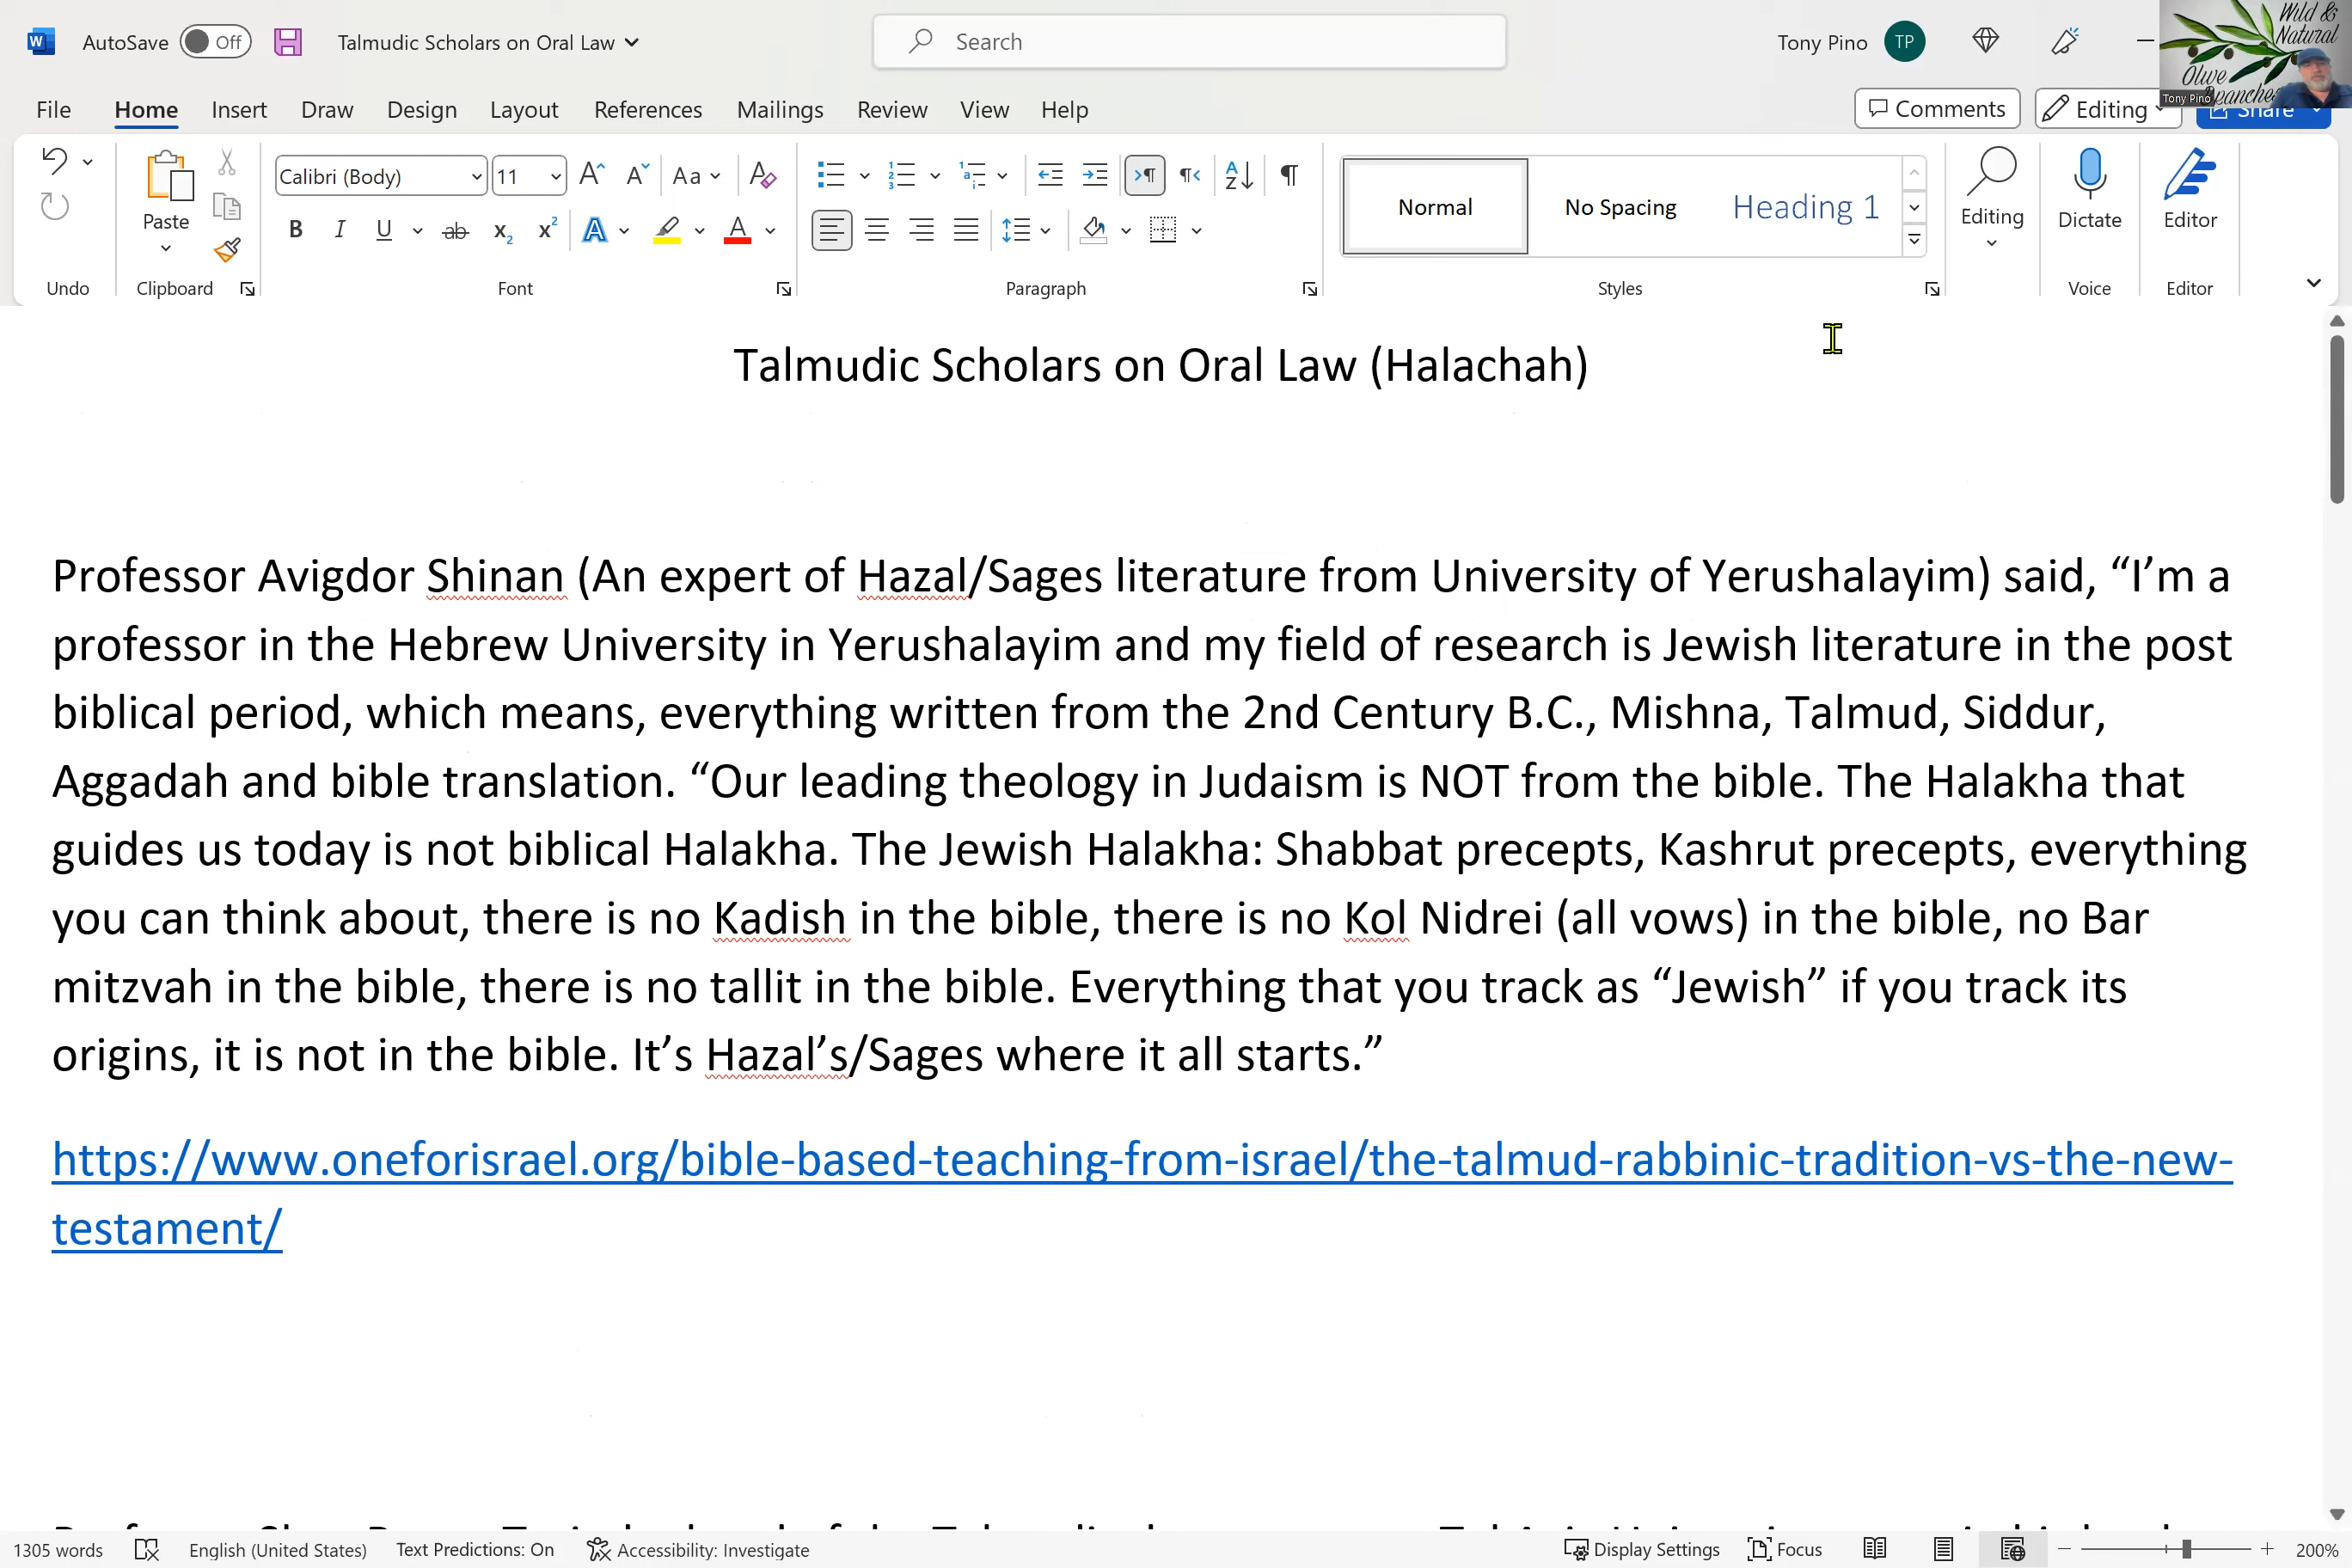 AutoSave Off Talmudic Scholars on Oral Law Search Tony Pino TP
Wild & Natural
Olive Branches
Tony Pino
File Home Insert Draw Design Layout References Mailings Review View Help Comments Editing Share
Paste
Calibri (Body) 11
Normal No Spacing Heading 1
Editing Dictate Editor
Undo Clipboard Font Paragraph Styles Voice Editor
Talmudic Scholars on Oral Law (Halachah)
Professor Avigdor Shinan (An expert of Hazal/Sages literature from University of Yerushalayim) said, “I’m a
professor in the Hebrew University in Yerushalayim and my field of research is Jewish literature in the post
biblical period, which means, everything written from the 2nd Century B.C., Mishna, Talmud, Siddur,
Aggadah and bible translation. “Our leading theology in Judaism is NOT from the bible. The Halakha that
guides us today is not biblical Halakha. The Jewish Halakha: Shabbat precepts, Kashrut precepts, everything
you can think about, there is no Kadish in the bible, there is no Kol Nidrei (all vows) in the bible, no Bar
mitzvah in the bible, there is no tallit in the bible. Everything that you track as “Jewish” if you track its
origins, it is not in the bible. It’s Hazal’s/Sages where it all starts.”
https://www.oneforisrael.org/bible-based-teaching-from-israel/the-talmud-rabbinic-tradition-vs-the-new-
testament/
1305 words English (United States) Text Predictions: On Accessibility: Investigate Display Settings Focus 200%